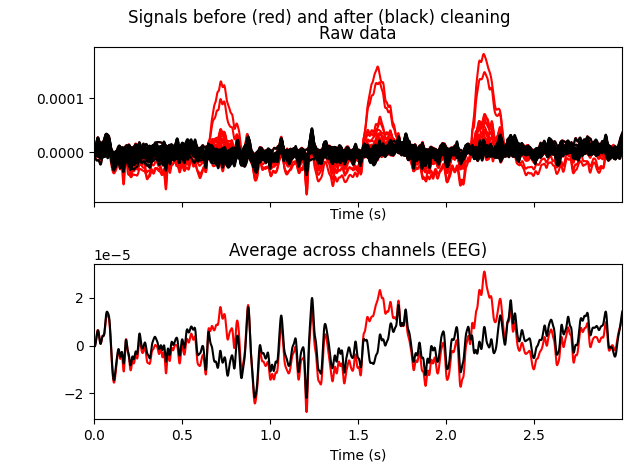 Signals before (red) and after (black) cleaning
Raw data
0.0001
0.0000
Time (s)
Average across channels (EEG)
1e−5
2
0
−2
0.0 0.5 1.0 1.5 2.0 2.5
Time (s)